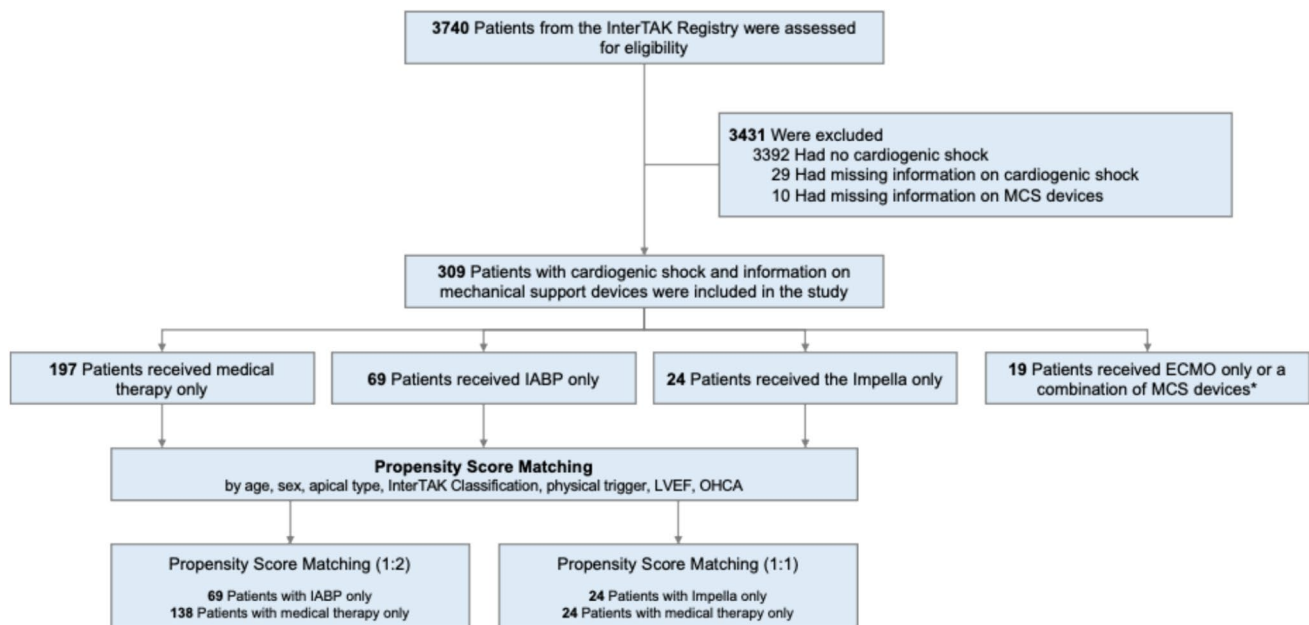 3740 Patients from the InterTAK Registry were assessed
for eligibility
3431 Were excluded
3392 Had no cardiogenic shock
29 Had missing information on cardiogenic shock
10 Had missing information on MCS devices
309 Patients with cardiogenic shock and information on
mechanical support devices were included in the study
197 Patients received medical
therapy only
69 Patients received IABP only
24 Patients received the Impella only
19 Patients received ECMO only or a
combination of MCS devices*
Propensity Score Matching
by age, sex, apical type, InterTAK Classification, physical trigger, LVEF, OHCA
Propensity Score Matching (1:2)
69 Patients with IABP only
138 Patients with medical therapy only
Propensity Score Matching (1:1)
24 Patients with Impella only
24 Patients with medical therapy only